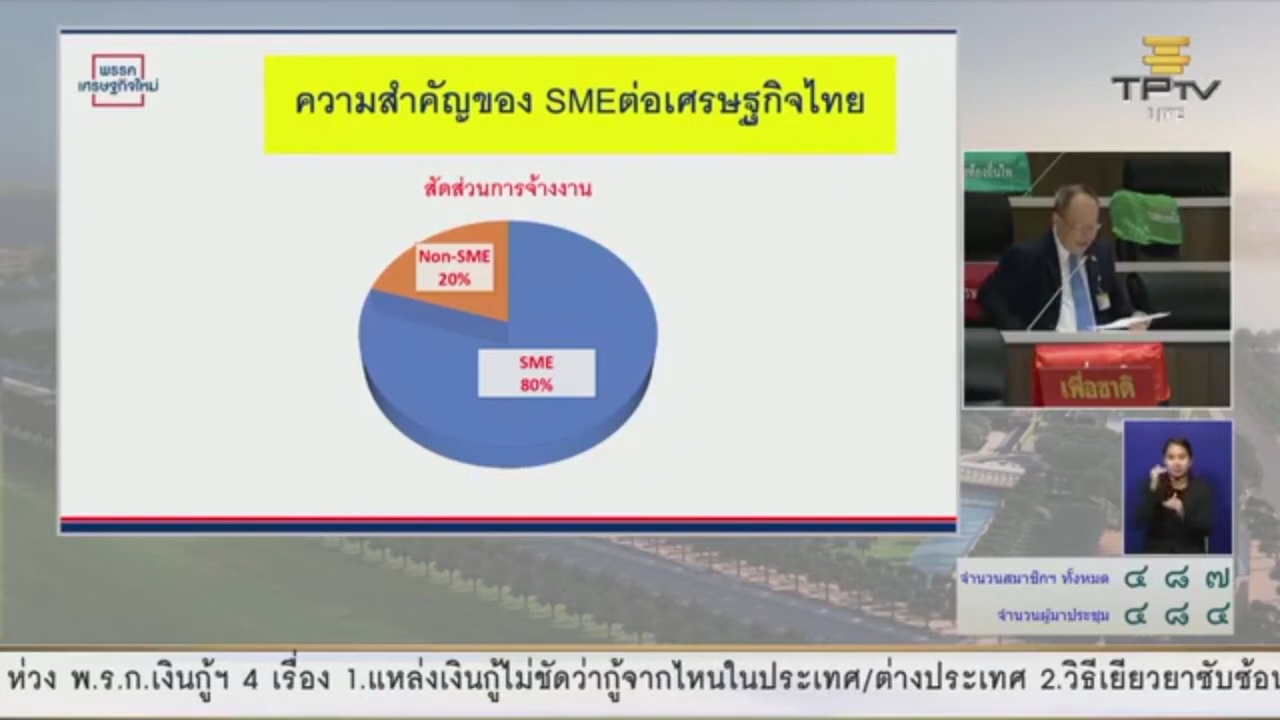 พรรค
เศรษฐกิจใหม่
ความสำคัญของ SMEต่อเศรษฐกิจไทย
สัดส่วนการจ้างงาน
Non-SME
20%
SME
80%
TPTV
เพื่อชาติ
จำนวนสมาชิกฯ ทั้งหมด ๔ ๘ ๗
จำนวนผู้มาประชุม ๔ ๘ ๔
ห่วง พ.ร.ก.เงินกู้ฯ 4 เรื่อง 1.แหล่งเงินกู้ไม่ชัดว่ากู้จากไหนในประเทศ/ต่างประเทศ 2.วิธีเยียวยาซับซ้อน